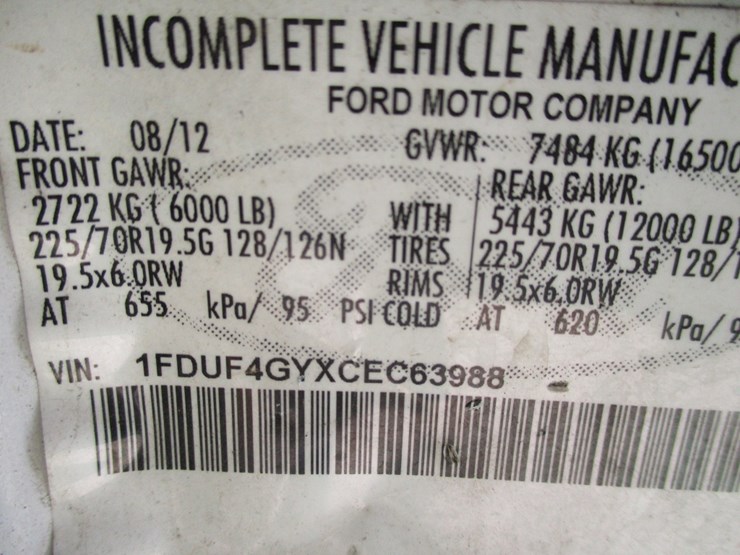 INCOMPLETE VEHICLE MANUFAC
FORD MOTOR COMPANY
DATE: 08/12 GVWR: 7484 KG (16500
FRONT GAWR: REAR GAWR:
2722 KG ( 6000 LB) WITH 5443 KG (12000 LB)
225/70R19.5G 128/126N TIRES 225/70R19.5G 128/1
19.5x6.0RW RIMS 19.5x6.0RW
AT 655 kPa/ 95 PSI COLD AT 620 kPa/ 9
VIN: 1FDUF4GYXCEC63988